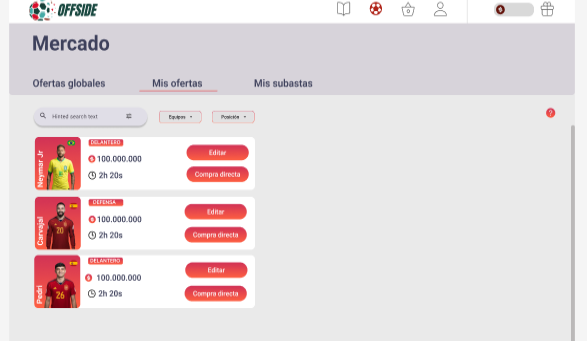 OFFSIDE
Mercado
Ofertas globales
Mis ofertas
Mis subastas
Hinted search text
Equipos
Posición
?
Neymar Jr
DELANTERO
100.000.000
2h 20s
Editar
Compra directa
Carvajal
20
DEFENSA
100.000.000
2h 20s
Editar
Compra directa
Pedri
26
DELANTERO
100.000.000
2h 20s
Editar
Compra directa